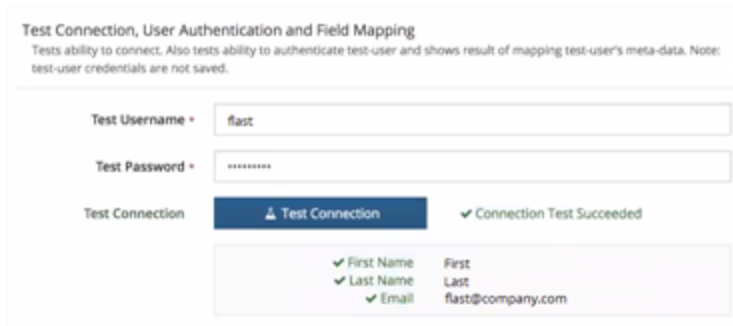 Test Connection, User Authentication and Field Mapping
Tests ability to connect. Also tests ability to authenticate test-user and shows result of mapping test-user's meta-data. Note:
test-user credentials are not saved.
Test Username *
flast
Test Password *
•••••••••
Test Connection
Test Connection
Connection Test Succeeded
First Name First
Last Name Last
Email flast@company.com